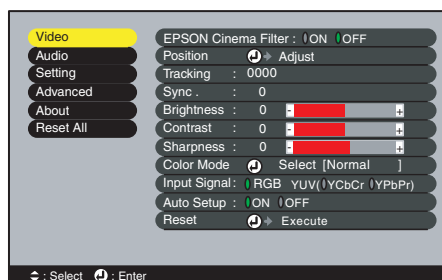 Video
Audio
Setting
Advanced
About
Reset All
EPSON Cinema Filter : ON OFF
Position Adjust
Tracking : 0000
Sync . : 0
Brightness : 0 - +
Contrast : 0 - +
Sharpness : 0 - +
Color Mode Select [Normal ]
Input Signal : RGB YUV( YCbCr YPbPr)
Auto Setup : ON OFF
Reset Execute
: Select : Enter